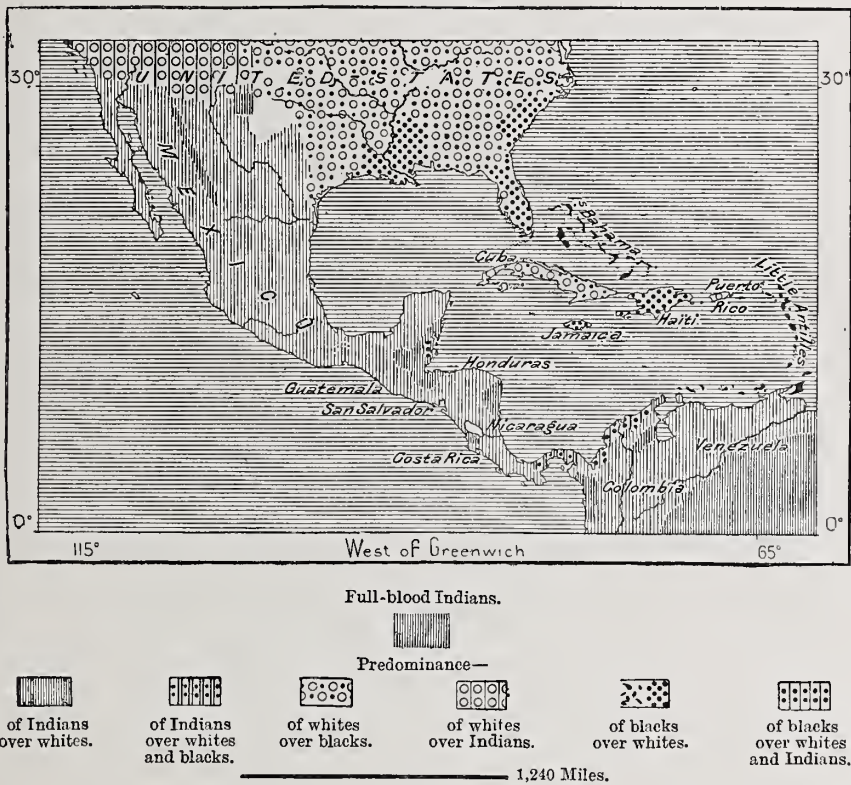 30° UNITED STATES 30°
MEXICO
Bahamas
Cuba
Little Antilles
Puerto
Rico
Haïti
Jamaica
Honduras
Guatemala
San Salvador
Nicaragua
Venezuela
Costa Rica
Colombia
0° 0°
115° West of Greenwich 65°
Full-blood Indians.
Predominance—
of Indians over whites.
of Indians over whites and blacks.
of whites over blacks.
of whites over Indians.
of blacks over whites.
of blacks over whites and Indians.
1,240 Miles.